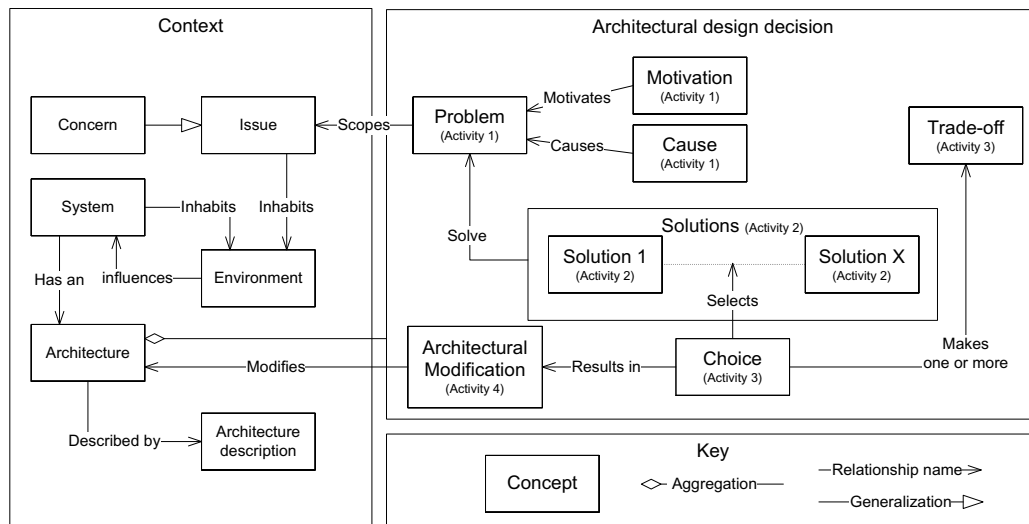 Context
Concern
Issue
System
Inhabits
Inhabits
influences
Environment
Has an
Architecture
Described by
Architecture
description
Architectural design decision
Scopes
Problem
(Activity 1)
Motivates
Motivation
(Activity 1)
Causes
Cause
(Activity 1)
Trade-off
(Activity 3)
Solve
Solutions (Activity 2)
Solution 1
(Activity 2)
Solution X
(Activity 2)
Selects
Modifies
Architectural
Modification
(Activity 4)
Results in
Choice
(Activity 3)
Makes
one or more
Key
Concept
Aggregation
Relationship name
Generalization